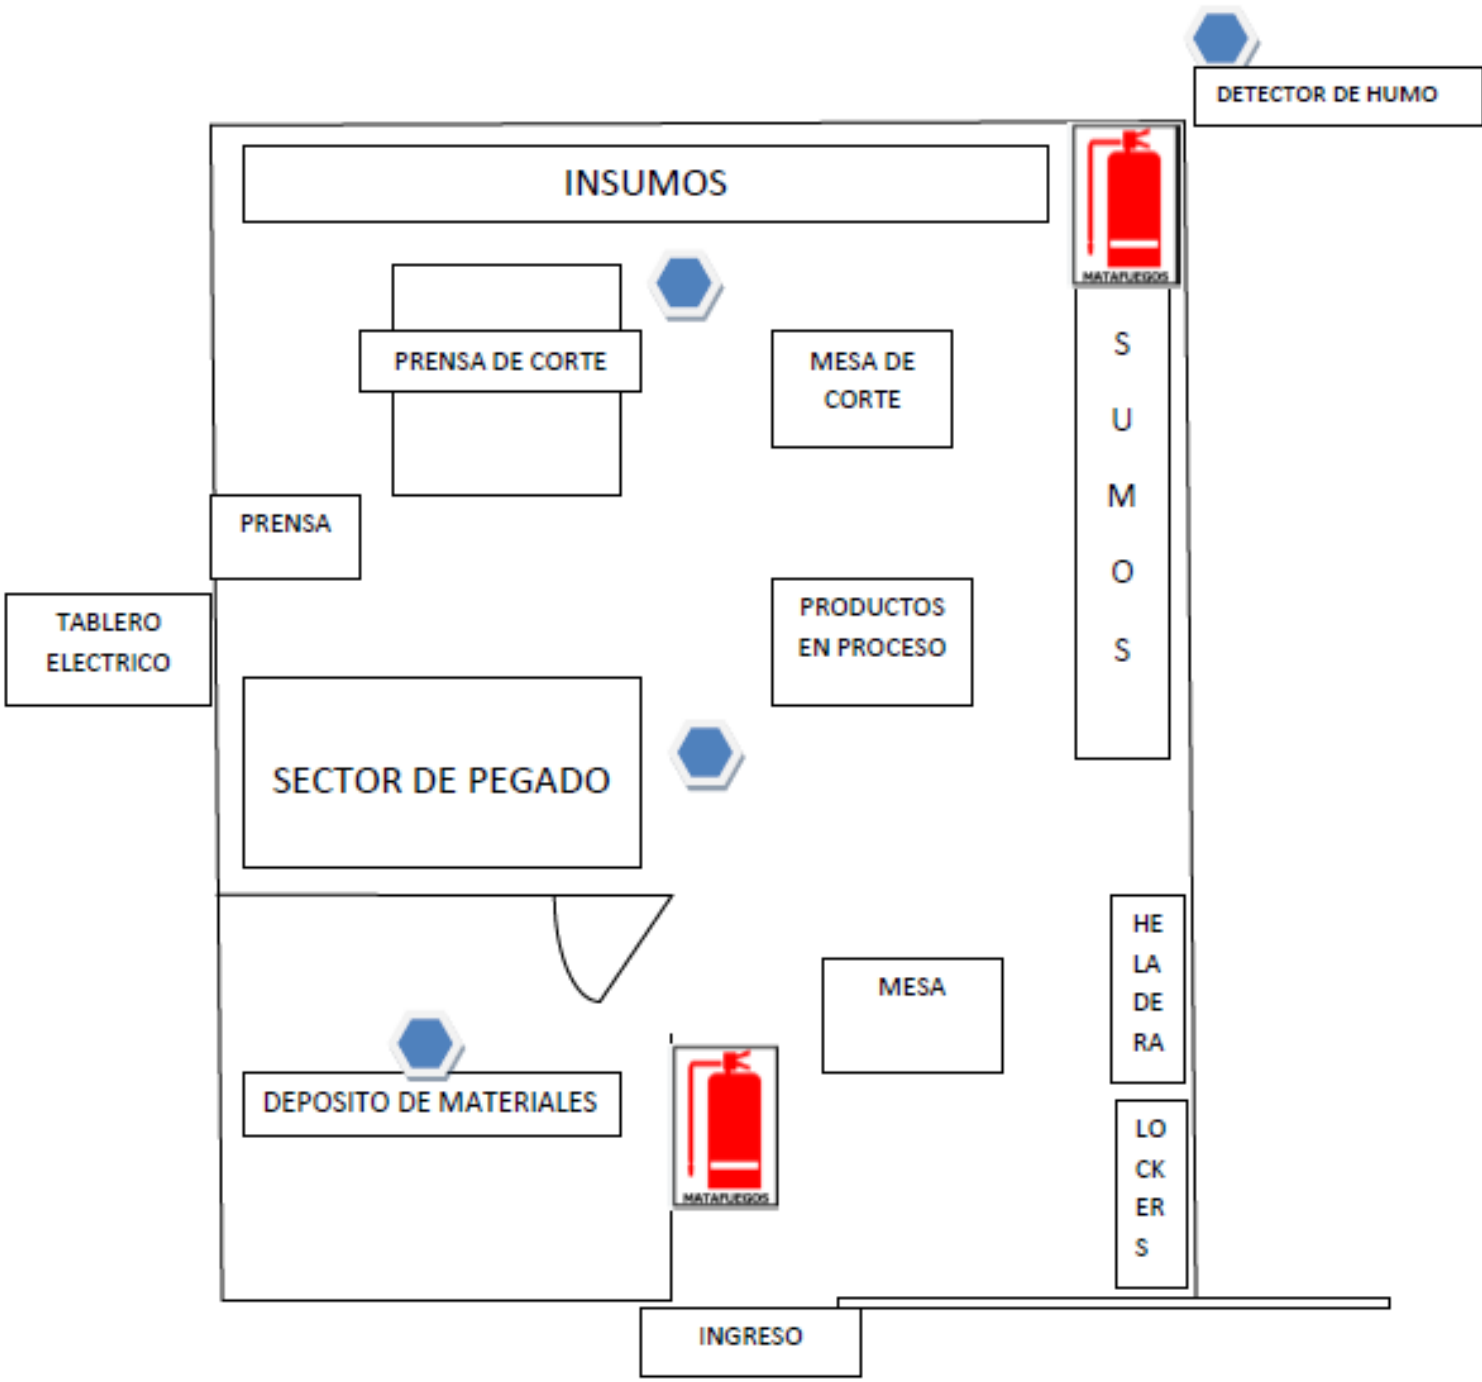 DETECTOR DE HUMO
INSUMOS
MATAFUEGOS
PRENSA DE CORTE
MESA DE
CORTE
S
U
M
O
S
PRENSA
TABLERO
ELECTRICO
PRODUCTOS
EN PROCESO
SECTOR DE PEGADO
HE
LA
DE
RA
MESA
DEPOSITO DE MATERIALES
MATAFUEGOS
LO
CK
ER
S
INGRESO